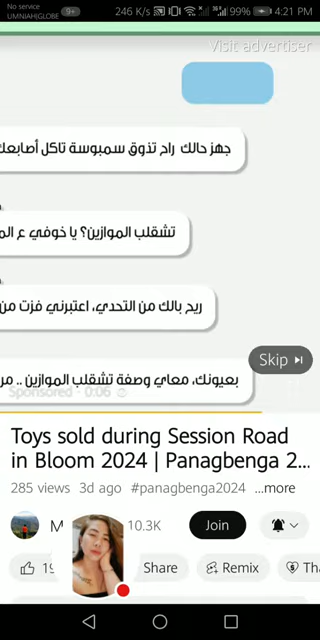 No service
UMNIAH|GLOBE
9+
246 K/s
99%
4:21 PM
Visit advertiser
جهز حالك راح تذوق سمبوسة تاكل أصابعك
تشقلب الموازين؟ يا خوفي ع
ريح بالك من التحدي، اعتبرني فزت من
Skip
بعيونك، معاي وصفة تشقلب الموازين ..
Sponsored · 0:06
Toys sold during Session Road
in Bloom 2024 | Panagbenga 2...
285 views 3d ago #panagbenga2024 ...more
M
10.3K
Join
Share
Remix